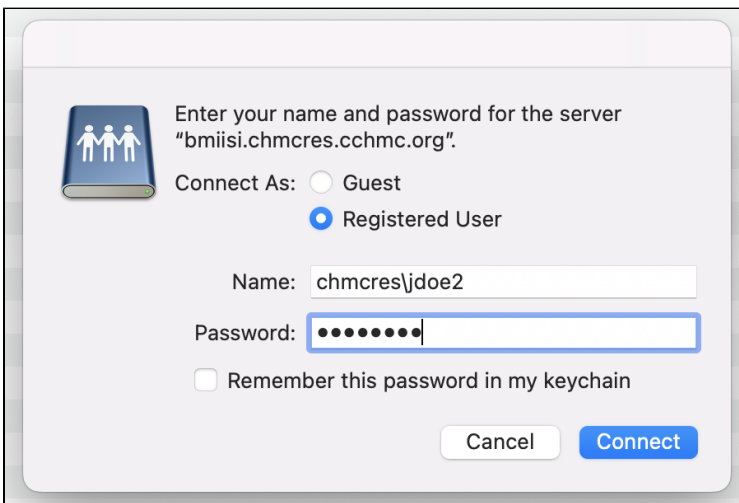 Enter your name and password for the server
“bmiisi.chmcres.cchmc.org”.
Connect As: Guest
Registered User
Name: chmcres\jdoe2
Password: ••••••••
Remember this password in my keychain
Cancel Connect